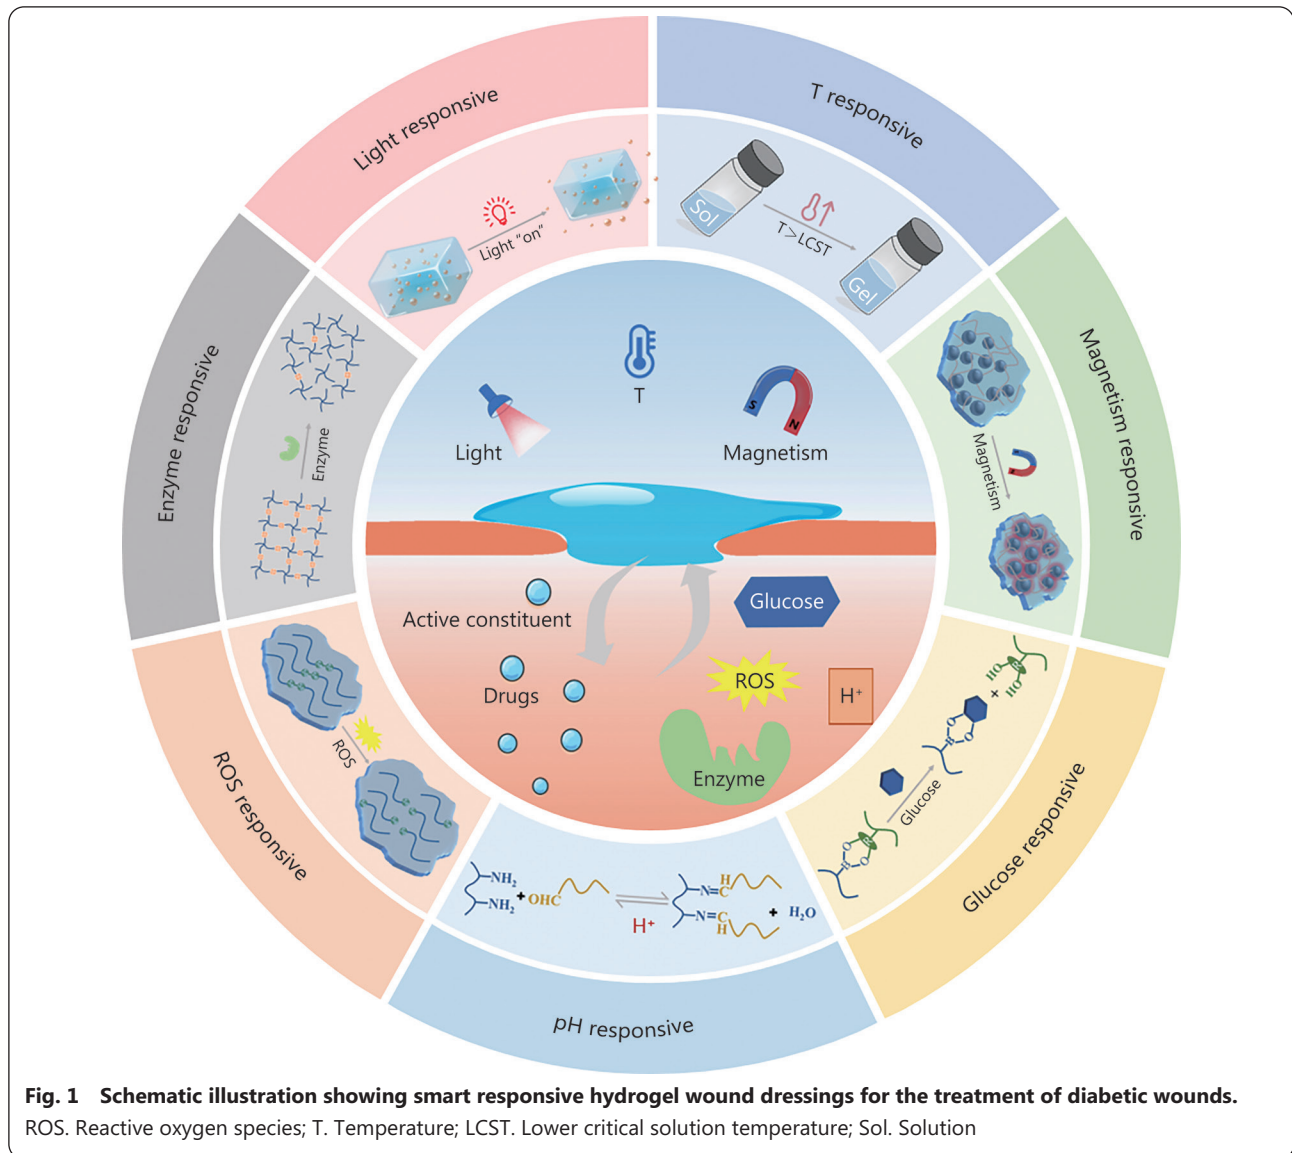 Light responsive
T responsive
Light "on"
Sol
T>LCST
Gel
Enzyme responsive
Enzyme
Magnetism responsive
Magnetism
T
Light
S
N
Magnetism
Active constituent
Glucose
Drugs
ROS
H⁺
Enzyme
ROS responsive
ROS
Glucose responsive
HO
HO
+
Glucose
O
O
B
O
O
B
NH₂
NH₂
+
OHC
H⁺
N=C
H
N=C
H
+
H₂O
pH responsive
Fig. 1 Schematic illustration showing smart responsive hydrogel wound dressings for the treatment of diabetic wounds.
ROS. Reactive oxygen species; T. Temperature; LCST. Lower critical solution temperature; Sol. Solution